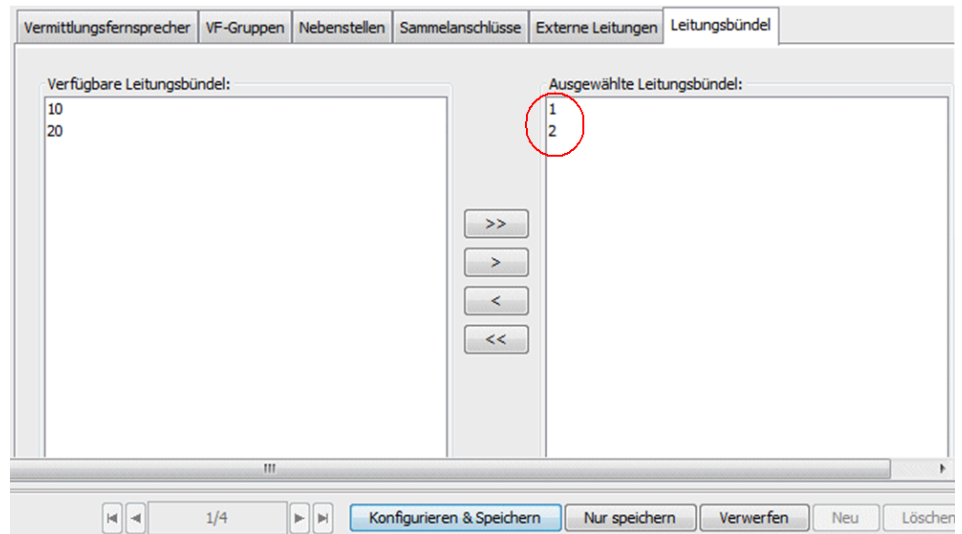 Vermittlungsfernsprecher VF-Gruppen Nebenstellen Sammelanschlüsse Externe Leitungen Leitungsbündel
Verfügbare Leitungsbündel: Ausgewählte Leitungsbündel:
10 1
20 2
>>
>
<
<<
1/4 Konfigurieren & Speichern Nur speichern Verwerfen Neu Löschen